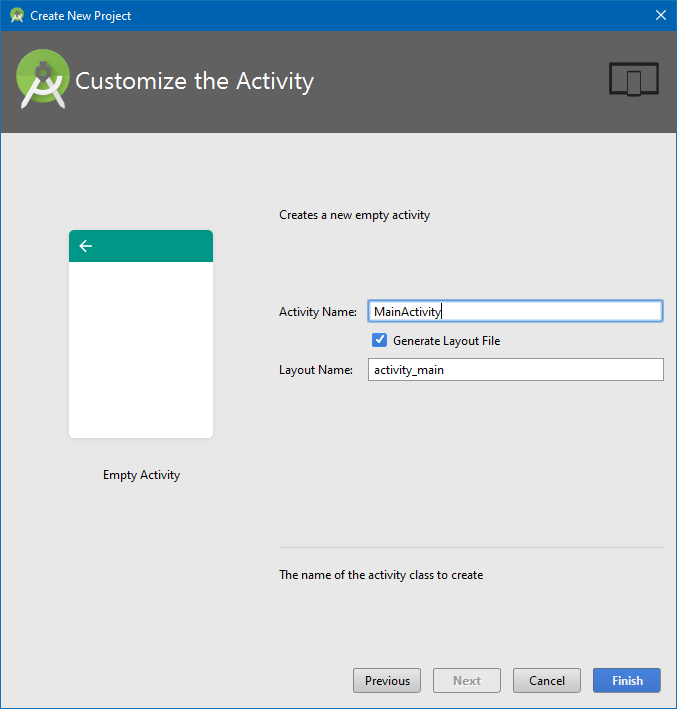 Create New Project
Customize the Activity
Creates a new empty activity
Activity Name: MainActivity
Generate Layout File
Layout Name: activity_main
Empty Activity
The name of the activity class to create
Previous Next Cancel Finish